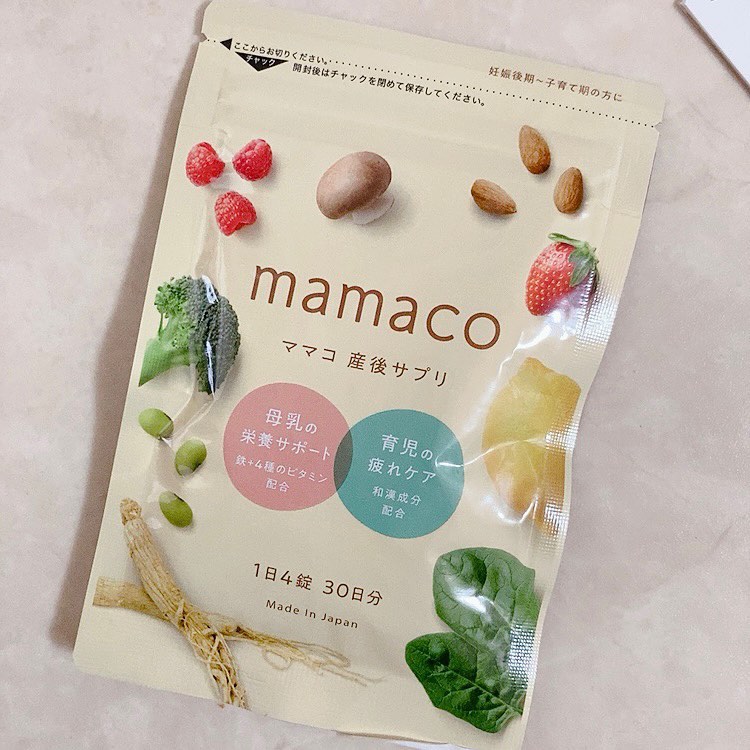 ここからお切りください。
チャック
開封後はチャックを閉めて保存してください。
妊娠後期～子育て期の方に
mamaco
ママコ 産後サプリ
母乳の
栄養サポート
鉄+4種のビタミン
配合
育児の
疲れケア
和漢成分
配合
1日4錠 30日分
Made In Japan